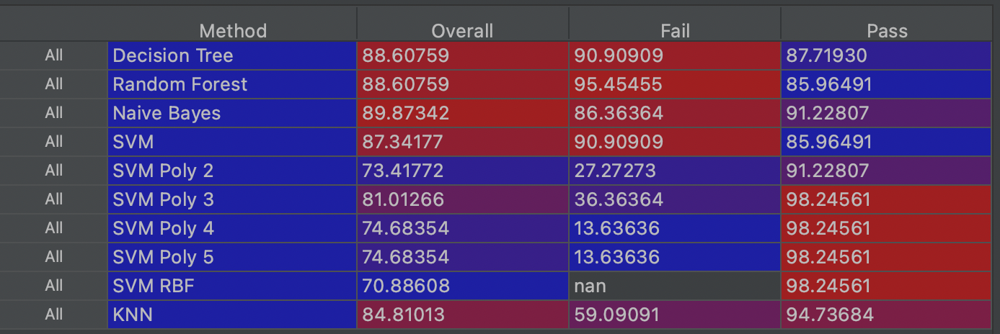 Method Overall Fail Pass
All Decision Tree 88.60759 90.90909 87.71930
All Random Forest 88.60759 95.45455 85.96491
All Naive Bayes 89.87342 86.36364 91.22807
All SVM 87.34177 90.90909 85.96491
All SVM Poly 2 73.41772 27.27273 91.22807
All SVM Poly 3 81.01266 36.36364 98.24561
All SVM Poly 4 74.68354 13.63636 98.24561
All SVM Poly 5 74.68354 13.63636 98.24561
All SVM RBF 70.88608 nan 98.24561
All KNN 84.81013 59.09091 94.73684